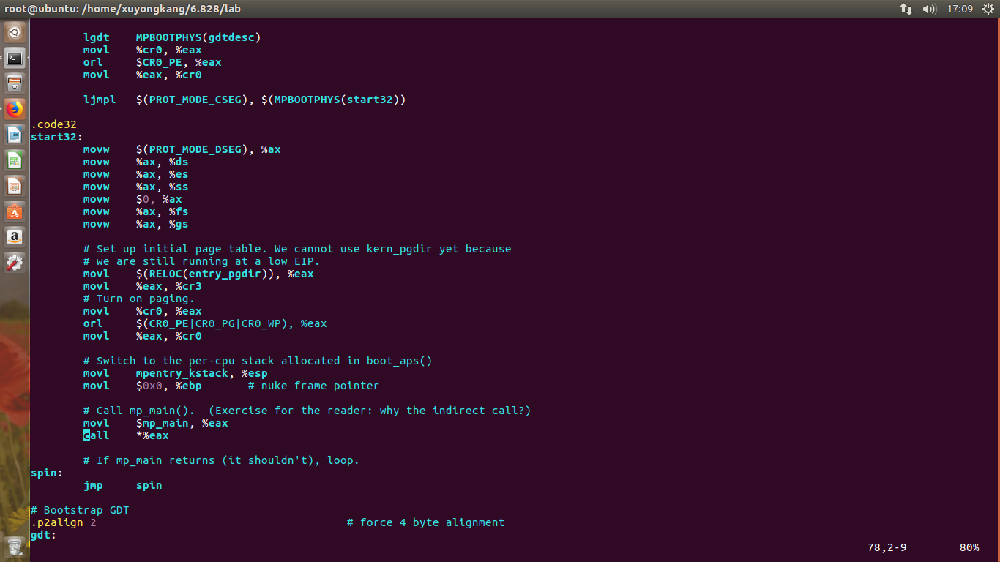 root@ubuntu: /home/xuyongkang/6.828/lab 17:09
lgdt MPBOOTPHYS(gdtdesc)
movl %cr0, %eax
orl $CR0_PE, %eax
movl %eax, %cr0
ljmpl $(PROT_MODE_CSEG), $(MPBOOTPHYS(start32))
.code32
start32:
movw $(PROT_MODE_DSEG), %ax
movw %ax, %ds
movw %ax, %es
movw %ax, %ss
movw $0, %ax
movw %ax, %fs
movw %ax, %gs
# Set up initial page table. We cannot use kern_pgdir yet because
# we are still running at a low EIP.
movl $(RELOC(entry_pgdir)), %eax
movl %eax, %cr3
# Turn on paging.
movl %cr0, %eax
orl $(CR0_PE|CR0_PG|CR0_WP), %eax
movl %eax, %cr0
# Switch to the per-cpu stack allocated in boot_aps()
movl mpentry_kstack, %esp
movl $0x0, %ebp # nuke frame pointer
# Call mp_main(). (Exercise for the reader: why the indirect call?)
movl $mp_main, %eax
call *%eax
# If mp_main returns (it shouldn't), loop.
spin:
jmp spin
# Bootstrap GDT
.p2align 2 # force 4 byte alignment
gdt:
78,2-9 80%